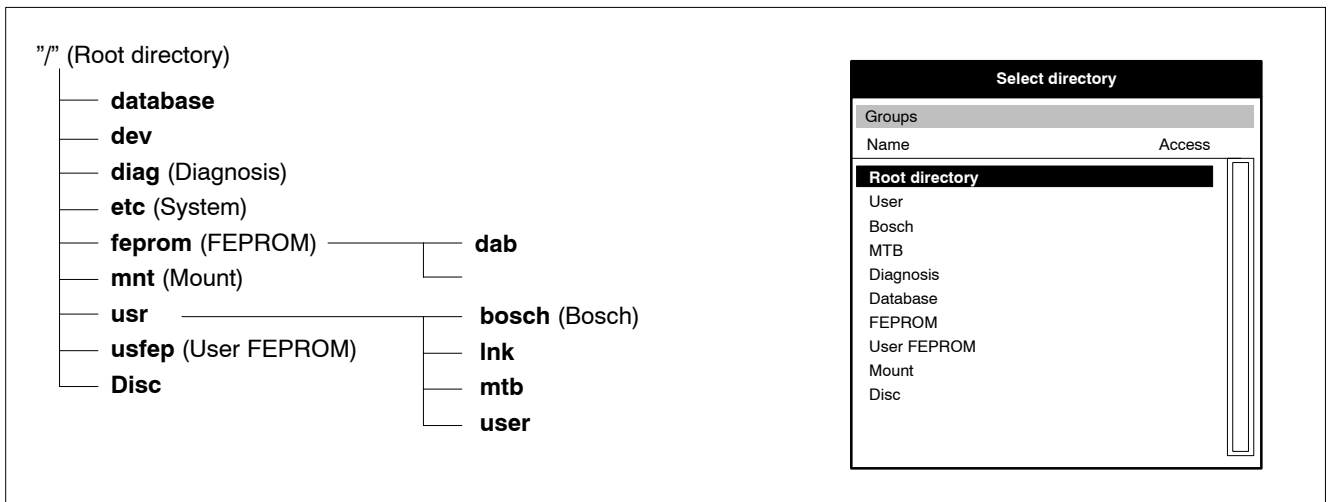 ”/” (Root directory)
database
dev
diag (Diagnosis)
etc (System)
feprom (FEPROM)
dab
mnt (Mount)
usr
bosch (Bosch)
usfep (User FEPROM)
lnk
Disc
mtb
user
Select directory
Groups
Name Access
Root directory
User
Bosch
MTB
Diagnosis
Database
FEPROM
User FEPROM
Mount
Disc